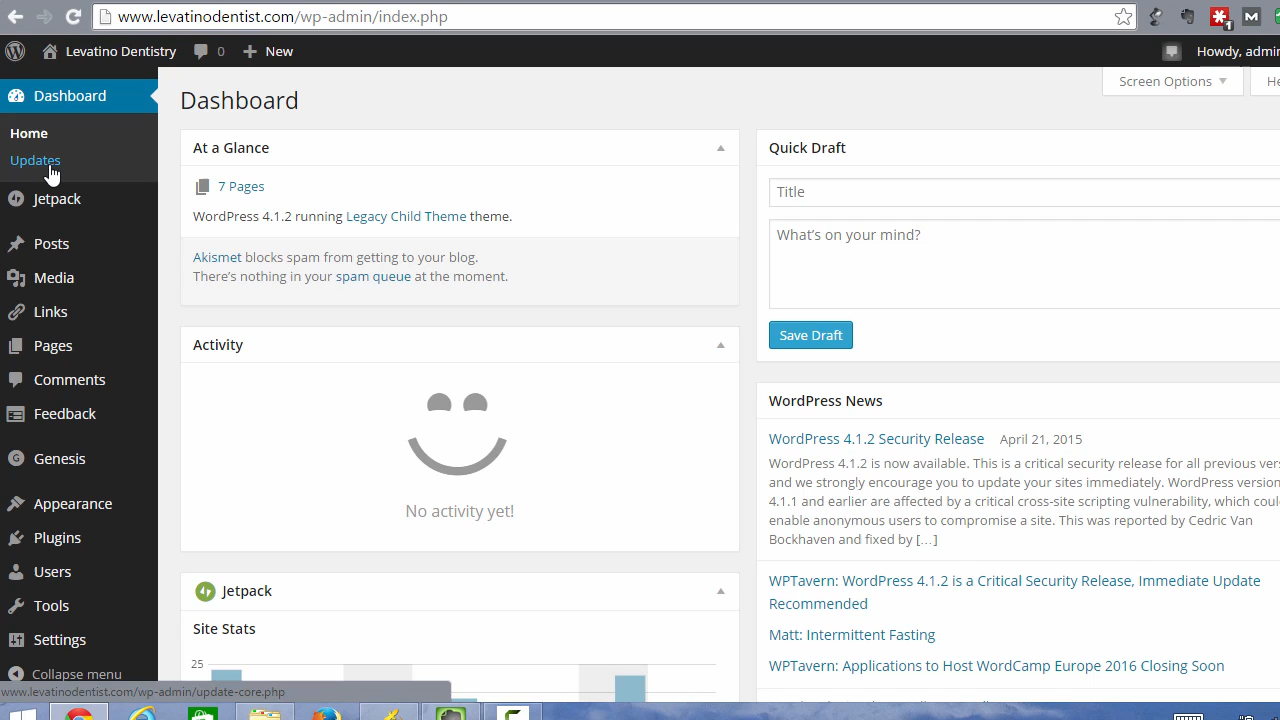 www.levatinodentist.com/wp-admin/index.php
1
M
Levatino Dentistry 0 New
Howdy, admin
Dashboard
Home
Updates
Jetpack
Posts
Media
Links
Pages
Comments
Feedback
Genesis
Appearance
Plugins
Users
Tools
Settings
Collapse menu
Screen Options
He
Dashboard
At a Glance
7 Pages
WordPress 4.1.2 running Legacy Child Theme theme.
Akismet blocks spam from getting to your blog.
There's nothing in your spam queue at the moment.
Activity
No activity yet!
Jetpack
Site Stats
25
Quick Draft
Title
What's on your mind?
Save Draft
WordPress News
WordPress 4.1.2 Security Release April 21, 2015
WordPress 4.1.2 is now available. This is a critical security release for all previous ver
and we strongly encourage you to update your sites immediately. WordPress version
4.1.1 and earlier are affected by a critical cross-site scripting vulnerability, which coul
enable anonymous users to compromise a site. This was reported by Cedric Van
Bockhaven and fixed by […]
WPTavern: WordPress 4.1.2 is a Critical Security Release, Immediate Update
Recommended
Matt: Intermittent Fasting
WPTavern: Applications to Host WordCamp Europe 2016 Closing Soon
www.levatinodentist.com/wp-admin/update-core.php